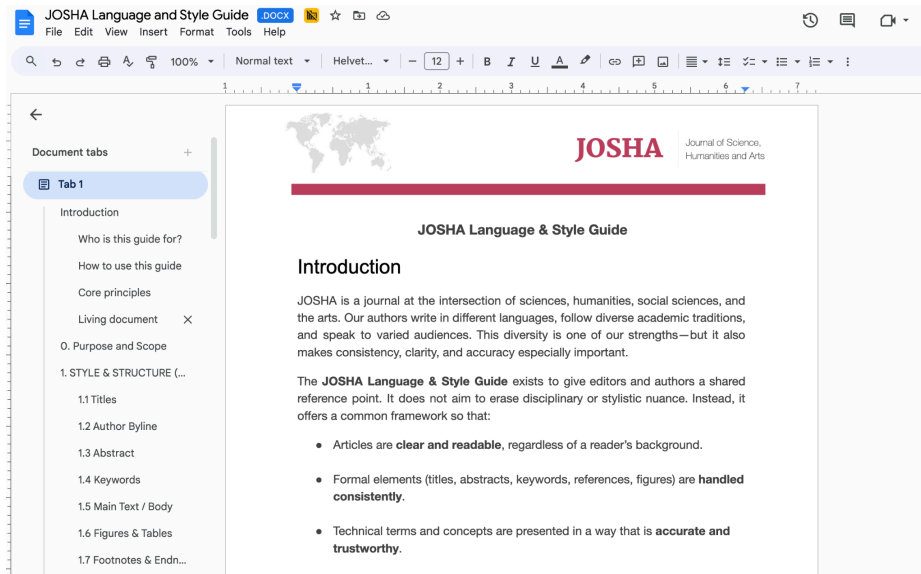 JOSHA Language and Style Guide .DOCX
File Edit View Insert Format Tools Help
100% Normal text Helvet... − 12 + B I U A
1 1 2 3 4 5 6 7
Document tabs +
Tab 1
Introduction
Who is this guide for?
How to use this guide
Core principles
Living document
0. Purpose and Scope
1. STYLE & STRUCTURE (...
1.1 Titles
1.2 Author Byline
1.3 Abstract
1.4 Keywords
1.5 Main Text / Body
1.6 Figures & Tables
1.7 Footnotes & Endn...
JOSHA
Journal of Science,
Humanities and Arts
JOSHA Language & Style Guide
Introduction
JOSHA is a journal at the intersection of sciences, humanities, social sciences, and
the arts. Our authors write in different languages, follow diverse academic traditions,
and speak to varied audiences. This diversity is one of our strengths—but it also
makes consistency, clarity, and accuracy especially important.
The JOSHA Language & Style Guide exists to give editors and authors a shared
reference point. It does not aim to erase disciplinary or stylistic nuance. Instead, it
offers a common framework so that:
● Articles are clear and readable, regardless of a reader's background.
● Formal elements (titles, abstracts, keywords, references, figures) are handled
consistently.
● Technical terms and concepts are presented in a way that is accurate and
trustworthy.